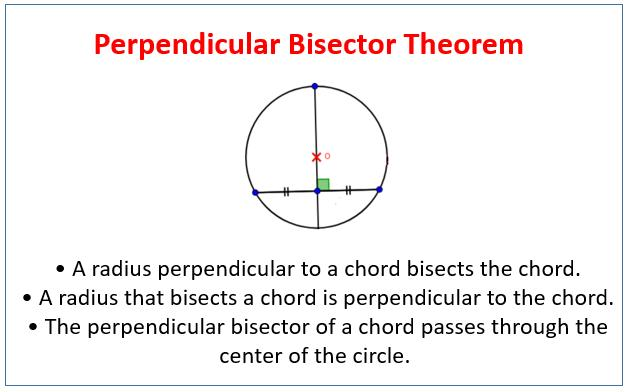 Perpendicular Bisector Theorem
o
• A radius perpendicular to a chord bisects the chord.
• A radius that bisects a chord is perpendicular to the chord.
• The perpendicular bisector of a chord passes through the
center of the circle.